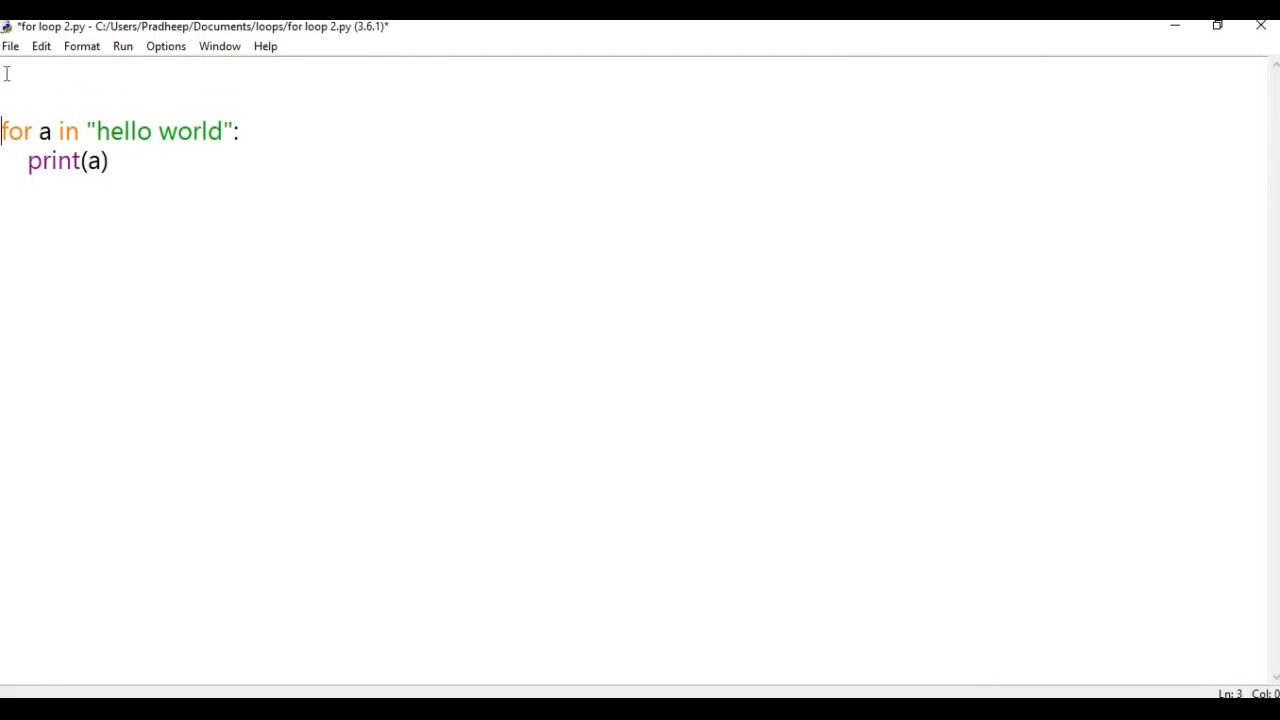 *for loop 2.py - C:/Users/Pradheep/Documents/loops/for loop 2.py (3.6.1)*
File Edit Format Run Options Window Help
for a in "hello world":
    print(a)
Ln: 3 Col: 0